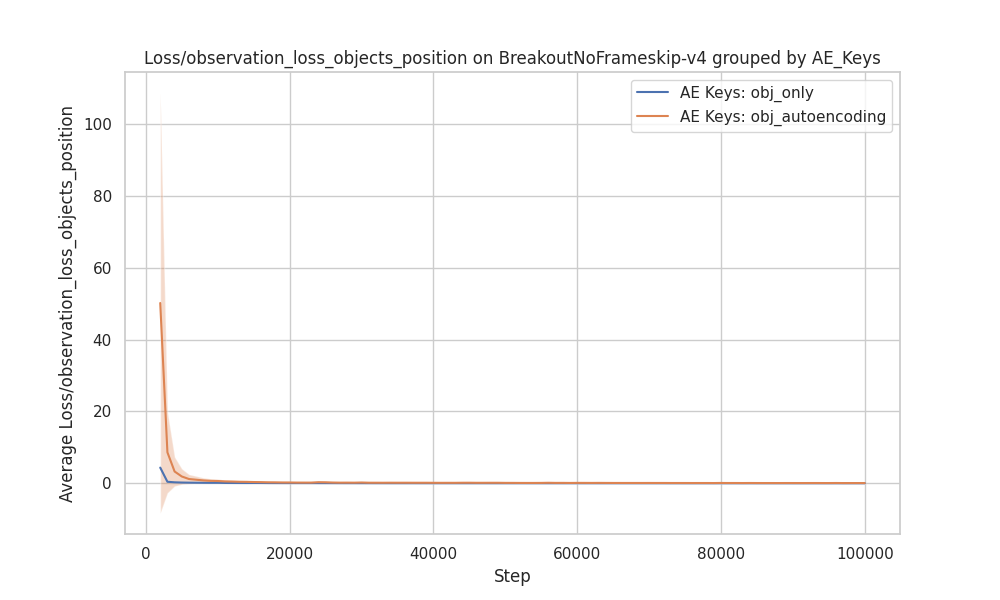 Loss/observation_loss_objects_position on BreakoutNoFrameskip-v4 grouped by AE_Keys
AE Keys: obj_only
AE Keys: obj_autoencoding
Average Loss/observation_loss_objects_position
100
80
60
40
20
0
0 20000 40000 60000 80000 100000
Step